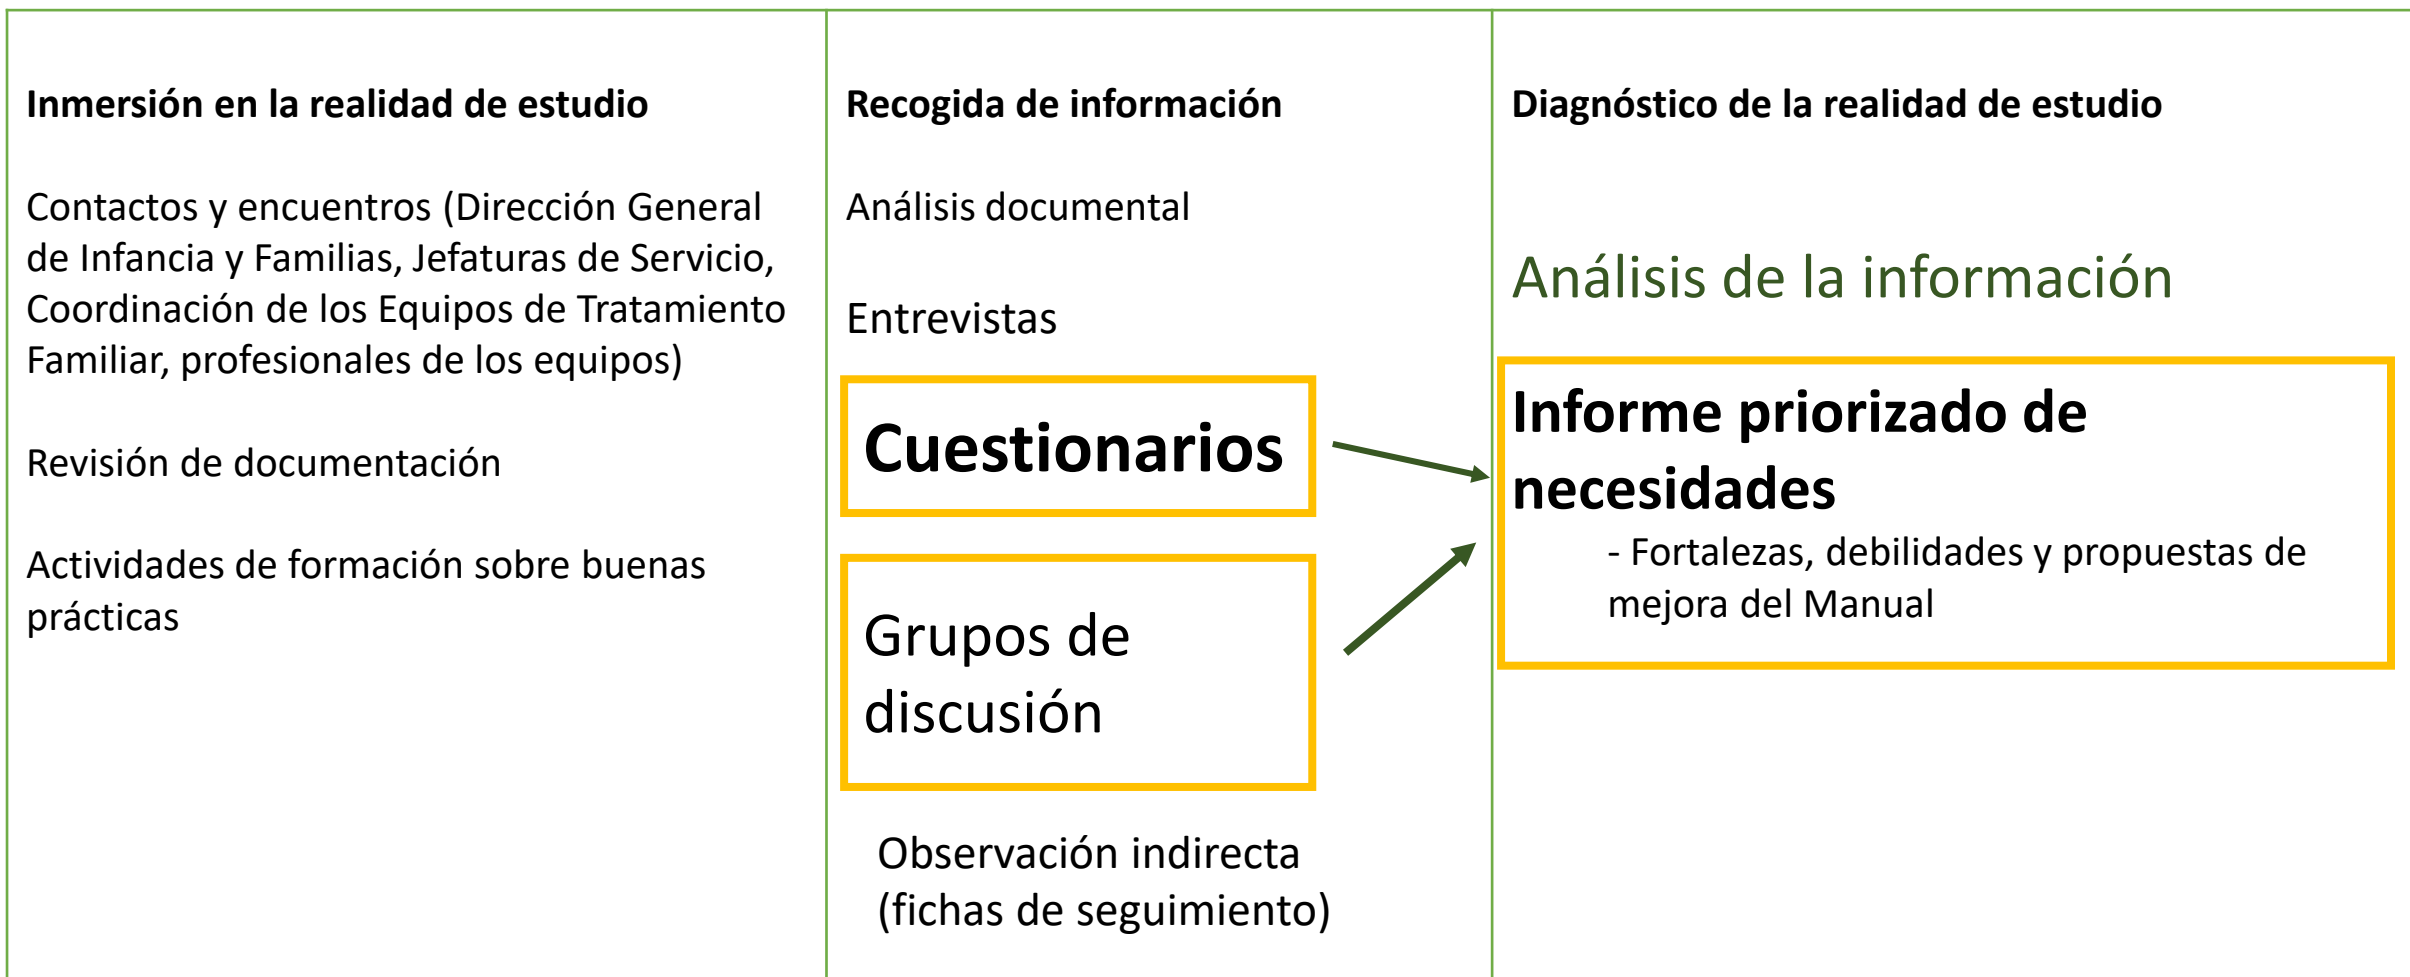 Inmersión en la realidad de estudio
Contactos y encuentros (Dirección General
de Infancia y Familias, Jefaturas de Servicio,
Coordinación de los Equipos de Tratamiento
Familiar, profesionales de los equipos)
Revisión de documentación
Actividades de formación sobre buenas
prácticas
Recogida de información
Análisis documental
Entrevistas
Cuestionarios
Grupos de
discusión
Observación indirecta
(fichas de seguimiento)
Diagnóstico de la realidad de estudio
Análisis de la información
Informe priorizado de
necesidades
- Fortalezas, debilidades y propuestas de
mejora del Manual